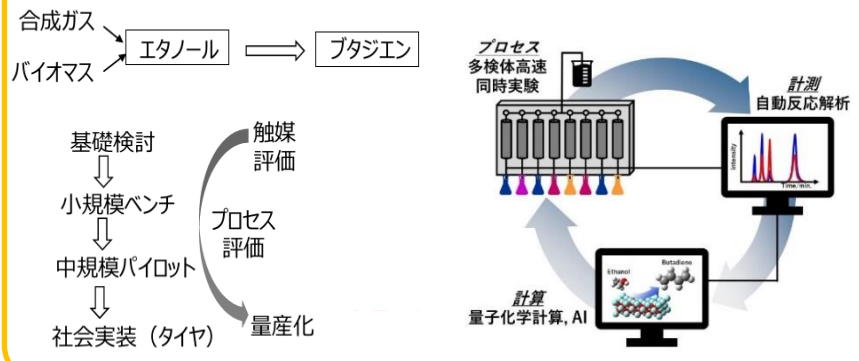 合成ガス
バイオマス
エタノール
ブタジエン
基礎検討
小規模ベンチ
中規模パイロット
社会実装（タイヤ）
触媒
評価
プロセス
評価
量産化
プロセス
多検体高速
同時実験
計測
自動反応解析
Intensity
Time/min.
計算
量子化学計算, AI
Ethanol
Butadiene